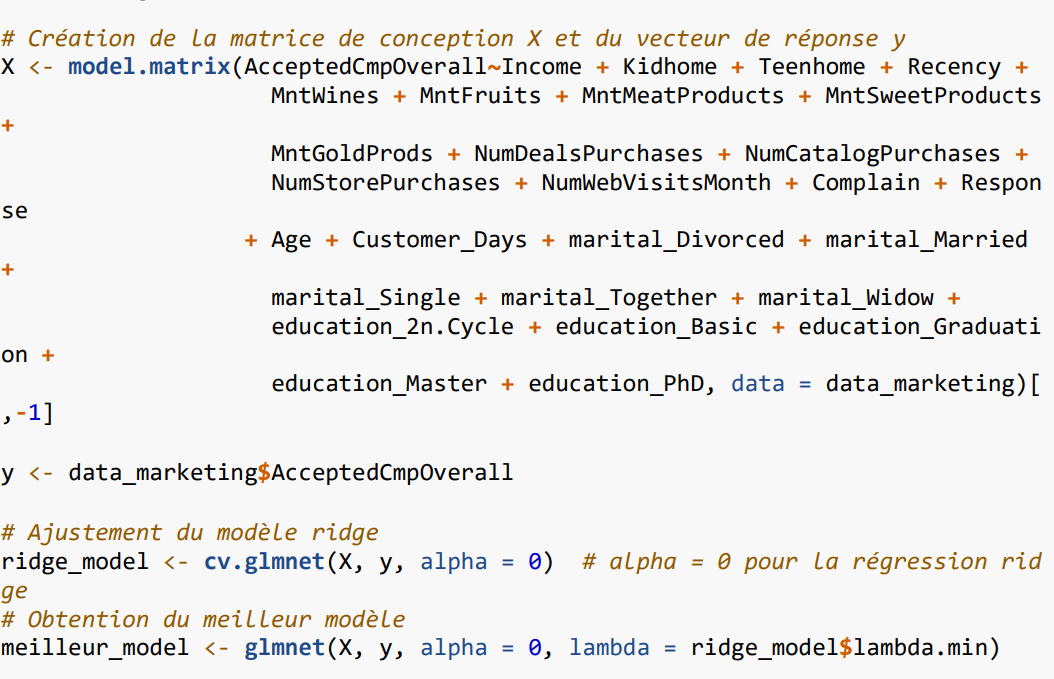 # Création de la matrice de conception X et du vecteur de réponse y
X <- model.matrix(AcceptedCmpOverall~Income + Kidhome + Teenhome + Recency +
MntWines + MntFruits + MntMeatProducts + MntSweetProducts
+
MntGoldProds + NumDealsPurchases + NumCatalogPurchases +
NumStorePurchases + NumWebVisitsMonth + Complain + Respon
se
+ Age + Customer_Days + marital_Divorced + marital_Married
+
marital_Single + marital_Together + marital_Widow +
education_2n.Cycle + education_Basic + education_Graduati
on +
education_Master + education_PhD, data = data_marketing)[
,-1]
y <- data_marketing$AcceptedCmpOverall
# Ajustement du modèle ridge
ridge_model <- cv.glmnet(X, y, alpha = 0)  # alpha = 0 pour la régression rid
ge
# Obtention du meilleur modèle
meilleur_model <- glmnet(X, y, alpha = 0, lambda = ridge_model$lambda.min)